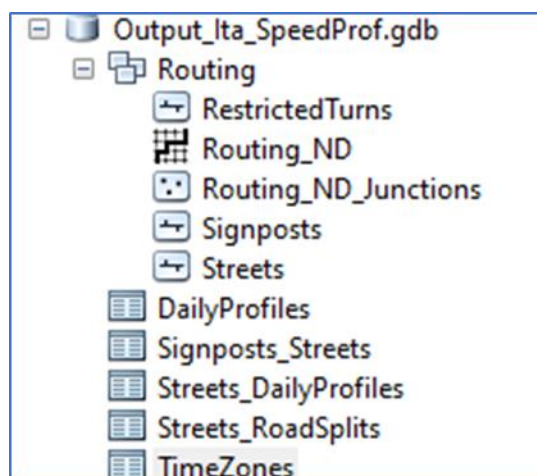 Output_Ita_SpeedProf.gdb
Routing
RestrictedTurns
Routing_ND
Routing_ND_Junctions
Signposts
Streets
DailyProfiles
Signposts_Streets
Streets_DailyProfiles
Streets_RoadSplits
TimeZones